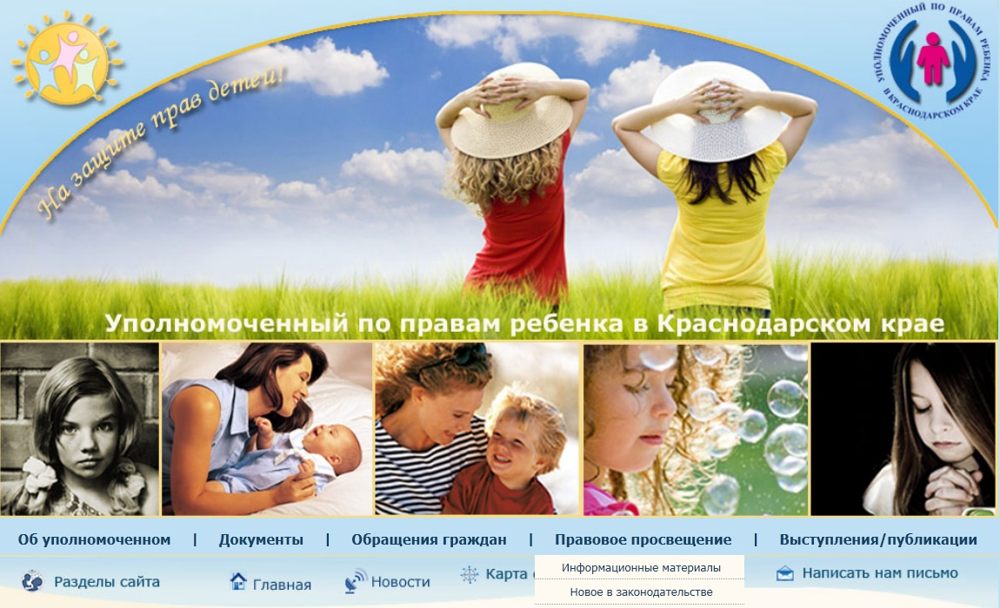 На защите прав детей!
УПОЛНОМОЧЕННЫЙ ПО ПРАВАМ РЕБЕНКА
В КРАСНОДАРСКОМ КРАЕ
Уполномоченный по правам ребенка в Краснодарском крае
Об уполномоченном | Документы | Обращения граждан | Правовое просвещение | Выступления/публикации
Разделы сайта Главная Новости Карта Информационные материалы Написать нам письмо
Новое в законодательстве